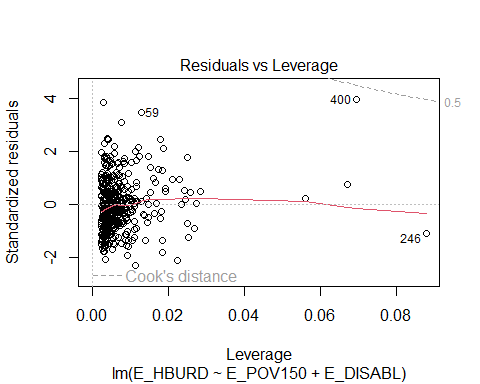 Residuals vs Leverage
Standardized residuals
4
2
0
-2
59
400
246
0.5
Cook's distance
0.00
0.02
0.04
0.06
0.08
Leverage
lm(E_HBURD ~ E_POV150 + E_DISABL)